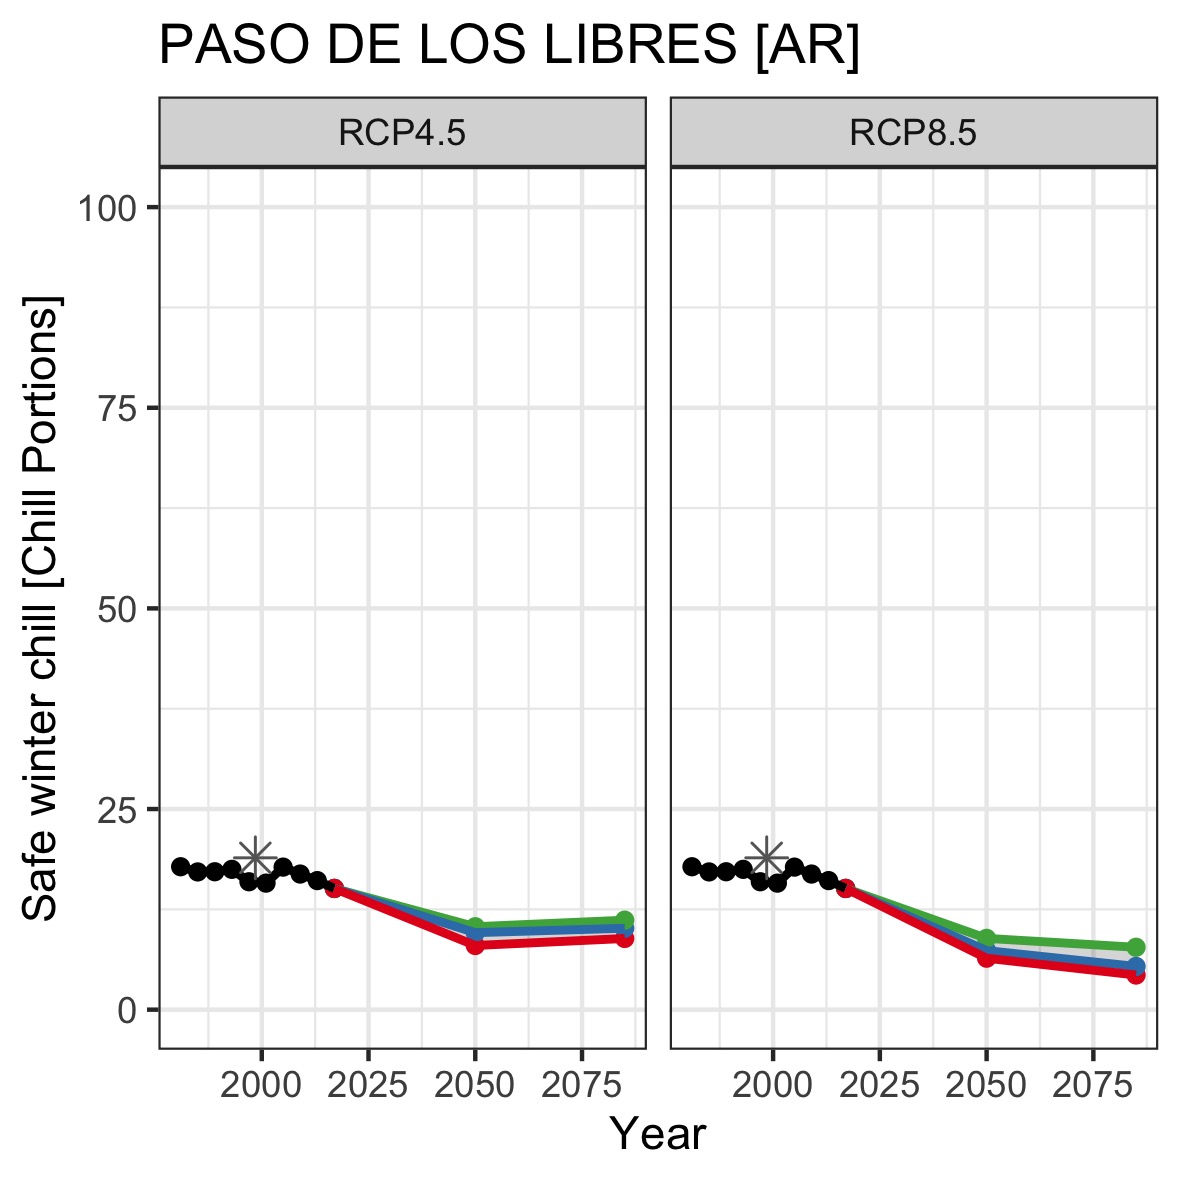 PASO DE LOS LIBRES [AR]
RCP4.5 RCP8.5
Safe winter chill [Chill Portions]
100
75
50
25
0
2000 2025 2050 2075 2000 2025 2050 2075
Year